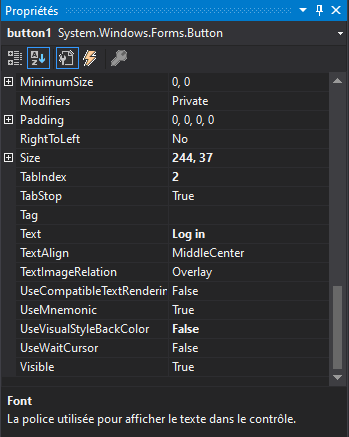 Propriétés
button1 System.Windows.Forms.Button
MinimumSize 0; 0
Modifiers Private
Padding 0; 0; 0; 0
RightToLeft No
Size 244; 37
TabIndex 2
TabStop True
Tag
Text Log in
TextAlign MiddleCenter
TextImageRelation Overlay
UseCompatibleTextRenderin False
UseMnemonic True
UseVisualStyleBackColor False
UseWaitCursor False
Visible True
Font
La police utilisée pour afficher le texte dans le contrôle.